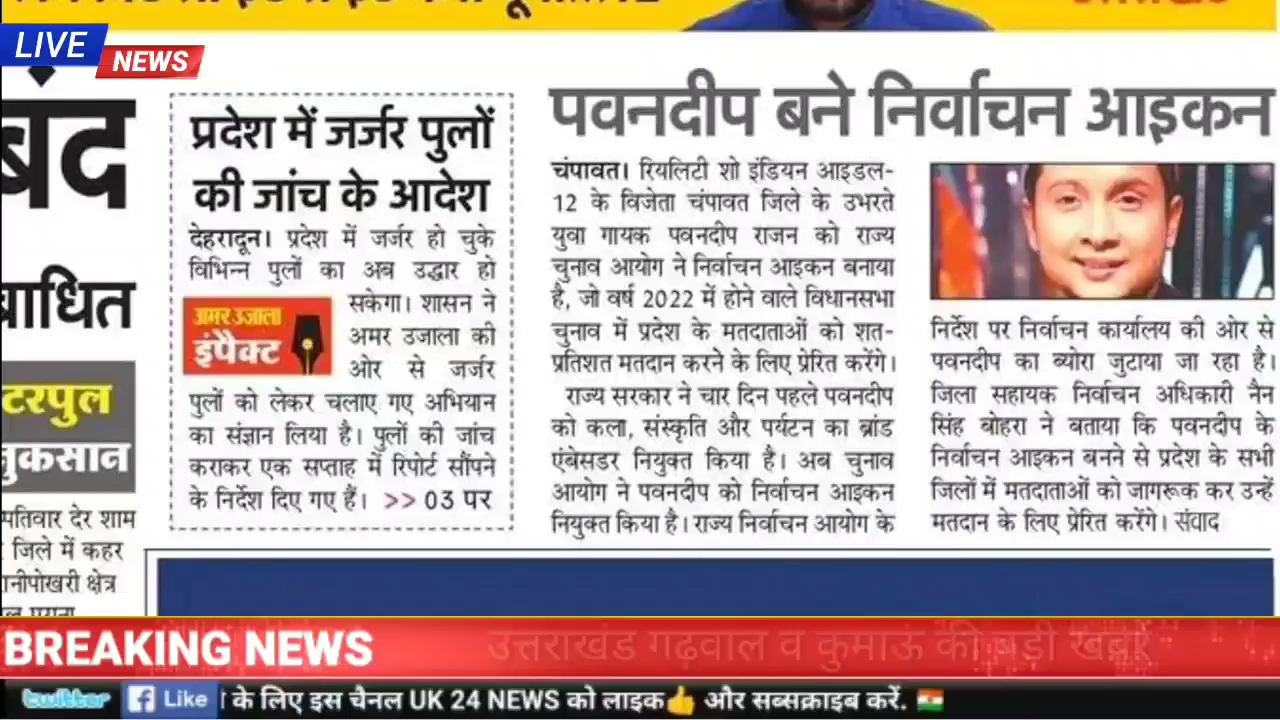 LIVE
NEWS
बंद
बाधित
टरपुल
नुकसान
जिले में कहर
रानीपोखरी क्षेत्र
प्रदेश में जर्जर पुलों
की जांच के आदेश
देहरादून। प्रदेश में जर्जर हो चुके
विभिन्न पुलों का अब उद्धार हो
सकेगा। शासन ने
अमर उजाला की
ओर से जर्जर
अमर उजाला
इंपैक्ट
पुलों को लेकर चलाए गए अभियान
का संज्ञान लिया है। पुलों की जांच
कराकर एक सप्ताह में रिपोर्ट सौंपने
के निर्देश दिए गए हैं। >> 03 पर
पवनदीप बने निर्वाचन आइकन
चंपावत। रियलिटी शो इंडियन आइडल-
12 के विजेता चंपावत जिले के उभरते
युवा गायक पवनदीप राजन को राज्य
चुनाव आयोग ने निर्वाचन आइकन बनाया
है, जो वर्ष 2022 में होने वाले विधानसभा
चुनाव में प्रदेश के मतदाताओं को शत-
प्रतिशत मतदान करने के लिए प्रेरित करेंगे।
राज्य सरकार ने चार दिन पहले पवनदीप
को कला, संस्कृति और पर्यटन का ब्रांड
एंबेसडर नियुक्त किया है। अब चुनाव
आयोग ने पवनदीप को निर्वाचन आइकन
नियुक्त किया है। राज्य निर्वाचन आयोग के
निर्देश पर निर्वाचन कार्यालय की ओर से
पवनदीप का ब्योरा जुटाया जा रहा है।
जिला सहायक निर्वाचन अधिकारी नैन
सिंह बोहरा ने बताया कि पवनदीप के
निर्वाचन आइकन बनने से प्रदेश के सभी
जिलों में मतदाताओं को जागरूक कर उन्हें
मतदान के लिए प्रेरित करेंगे। संवाद
BREAKING NEWS
उत्तराखंड गढ़वाल व कुमाऊं की बड़ी खबरें
twitter
Like
के लिए इस चैनल UK 24 NEWS को लाइक👍 और सब्सक्राइब करें. 🇮🇳